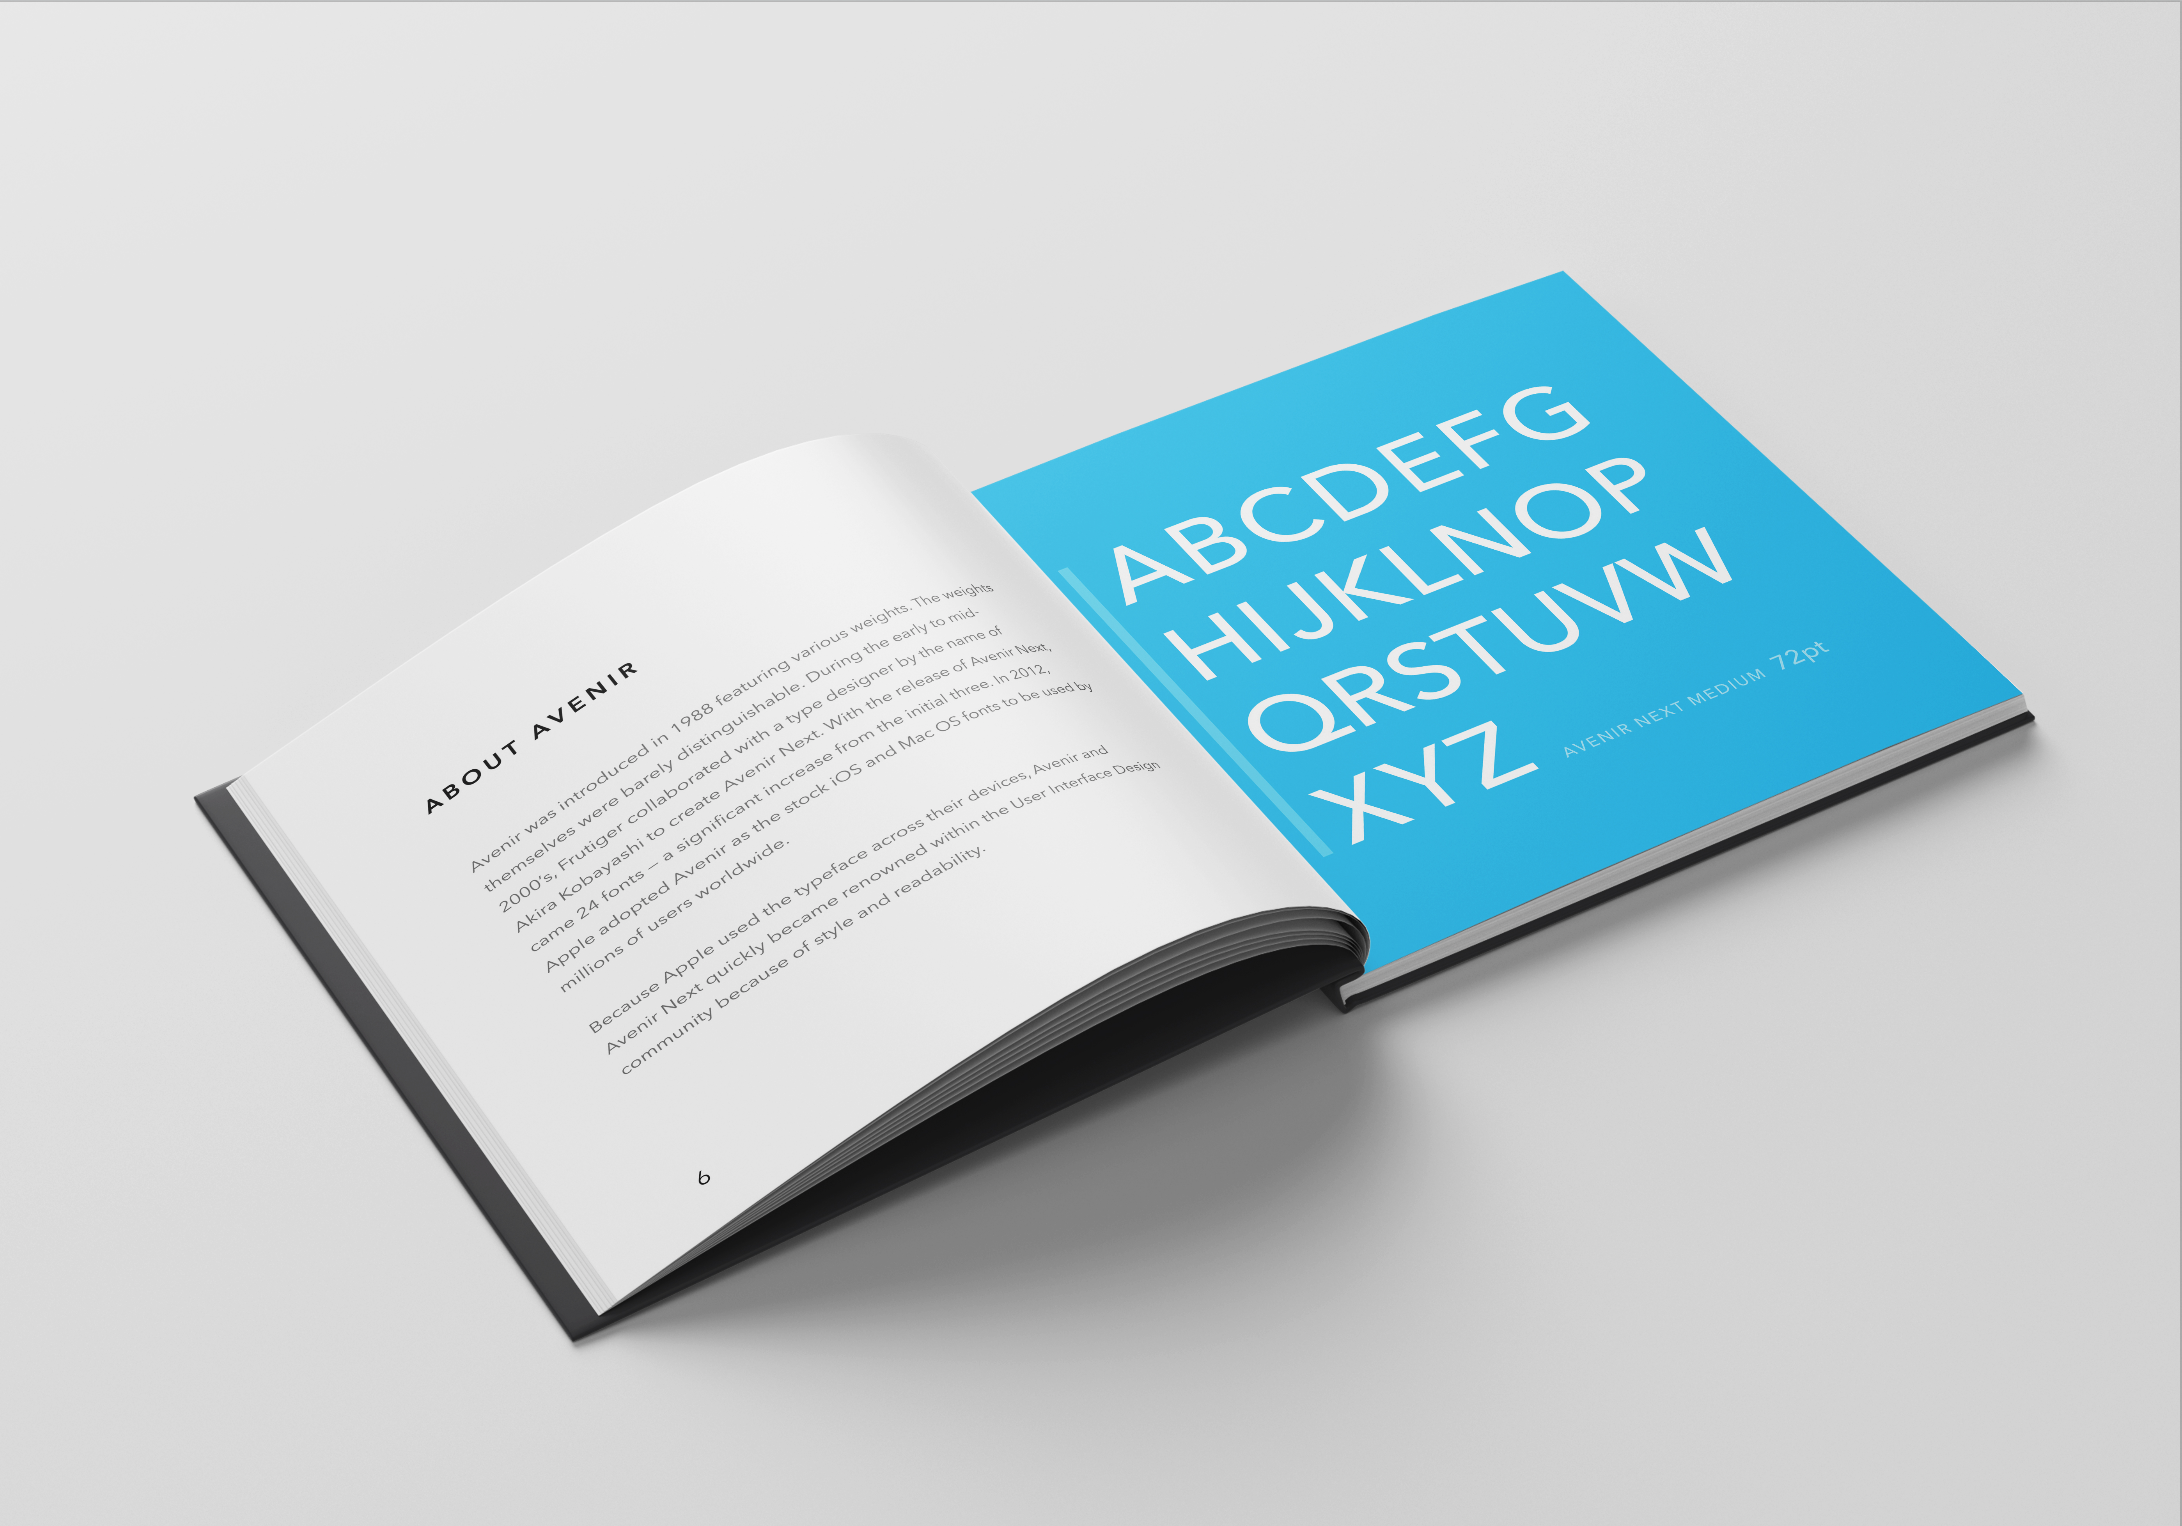 ABOUT AVENIR
Avenir was introduced in 1988 featuring various weights. The weights
themselves were barely distinguishable. During the early to mid-
2000's, Frutiger collaborated with a type designer by the name of
Akira Kobayashi to create Avenir Next. With the release of Avenir Next,
came 24 fonts – a significant increase from the initial three. In 2012,
Apple adopted Avenir as the stock iOS and Mac OS fonts to be used by
millions of users worldwide.
Because Apple used the typeface across their devices, Avenir and
Avenir Next quickly became renowned within the User Interface Design
community because of style and readability.
6
ABCDEFG
HIJKLNOP
QRSTUVW
XYZ AVENIR NEXT MEDIUM 72pt